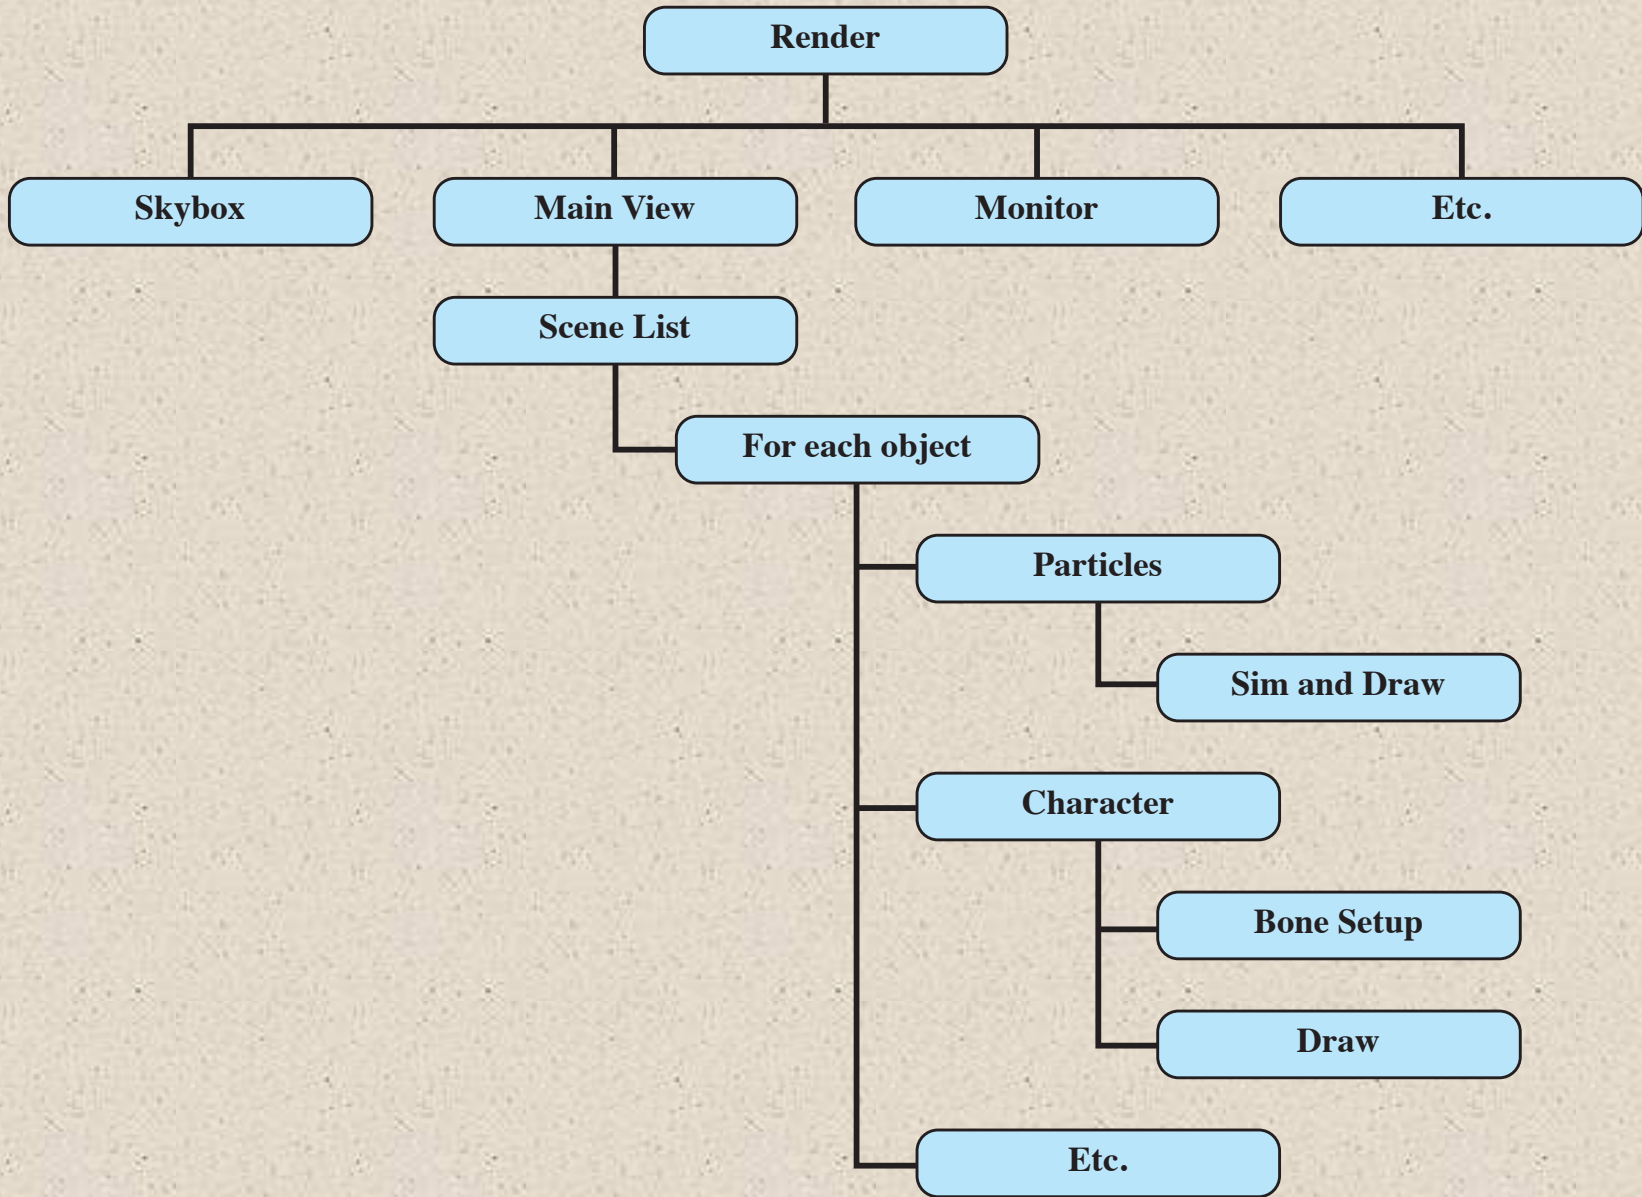 Render
Skybox
Main View
Monitor
Etc.
Scene List
For each object
Particles
Sim and Draw
Character
Bone Setup
Draw
Etc.